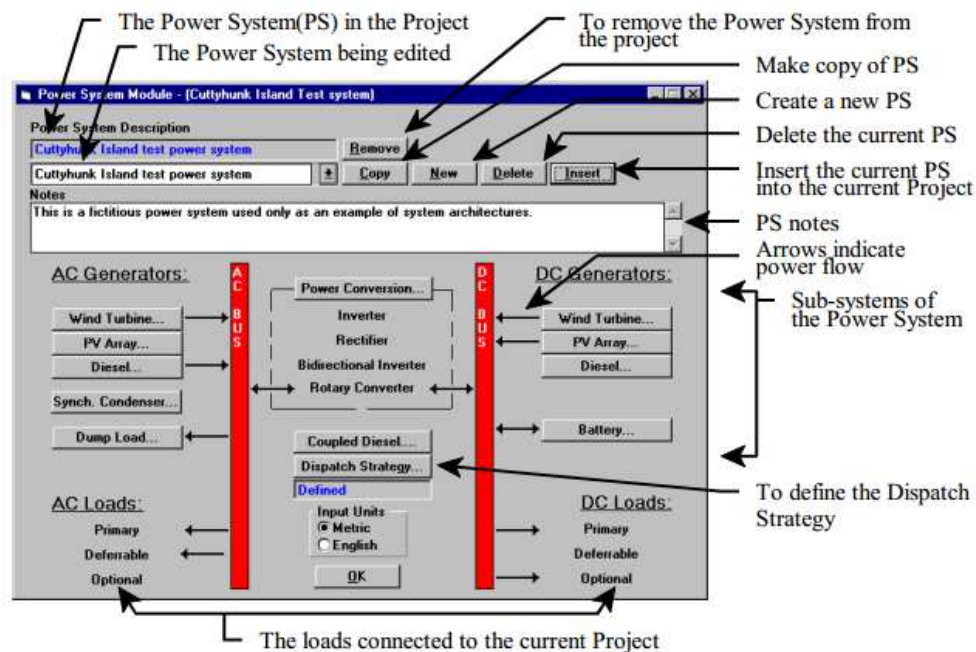 The Power System(PS) in the Project
The Power System being edited
To remove the Power System from
the project
Make copy of PS
Create a new PS
Delete the current PS
Insert the current PS
into the current Project
PS notes
Arrows indicate
power flow
Sub-systems of
the Power System
To define the Dispatch
Strategy
Power System Module - (Cuttyhunk Island Test system)
Power System Description
Cuttyhunk Island test power system
Remove
Cuttyhunk Island test power system
Copy
New
Delete
Insert
Notes
This is a fictitious power system used only as an example of system architectures.
AC Generators:
Wind Turbine...
PV Array...
Diesel...
Synch. Condenser...
Dump Load...
AC Loads:
Primary
Deferrable
Optional
AC BUS
Power Conversion...
Inverter
Rectifier
Bidirectional Inverter
Rotary Converter
Coupled Diesel....
Dispatch Strategy...
Defined
Input Units
Metric
English
OK
DC BUS
DC Generators:
Wind Turbine...
PV Array...
Diesel...
Battery...
DC Loads:
Primary
Deferrable
Optional
The loads connected to the current Project